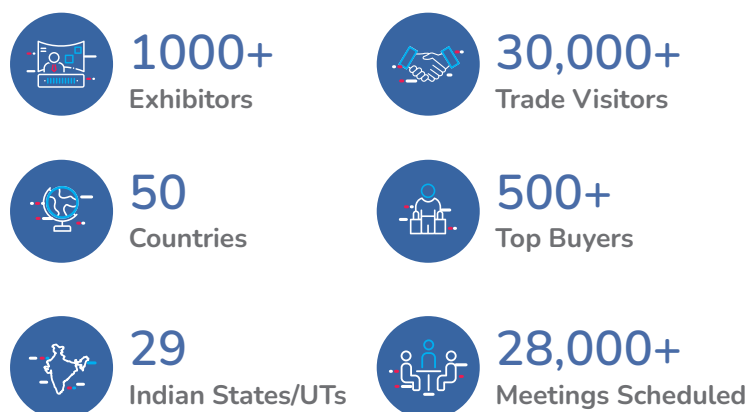 1000+
Exhibitors
30,000+
Trade Visitors
50
Countries
500+
Top Buyers
29
Indian States/UTs
28,000+
Meetings Scheduled